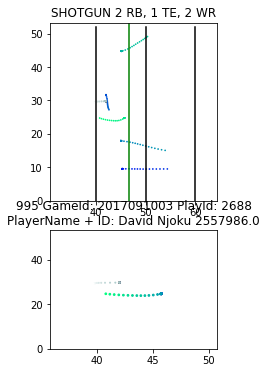 SHOTGUN 2 RB, 1 TE, 2 WR
50
40
30
20
10
0
40 50 60
995 GameId: 2017091003 PlayId: 2688
PlayerName + ID: David Njoku 2557986.0
40
20
0
40 45 50